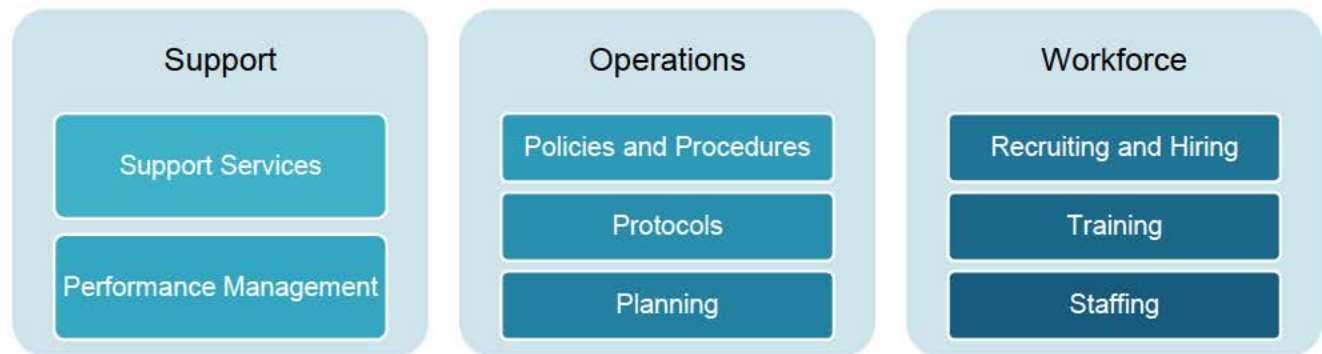 Support
Support Services
Performance Management
Operations
Policies and Procedures
Protocols
Planning
Workforce
Recruiting and Hiring
Training
Staffing